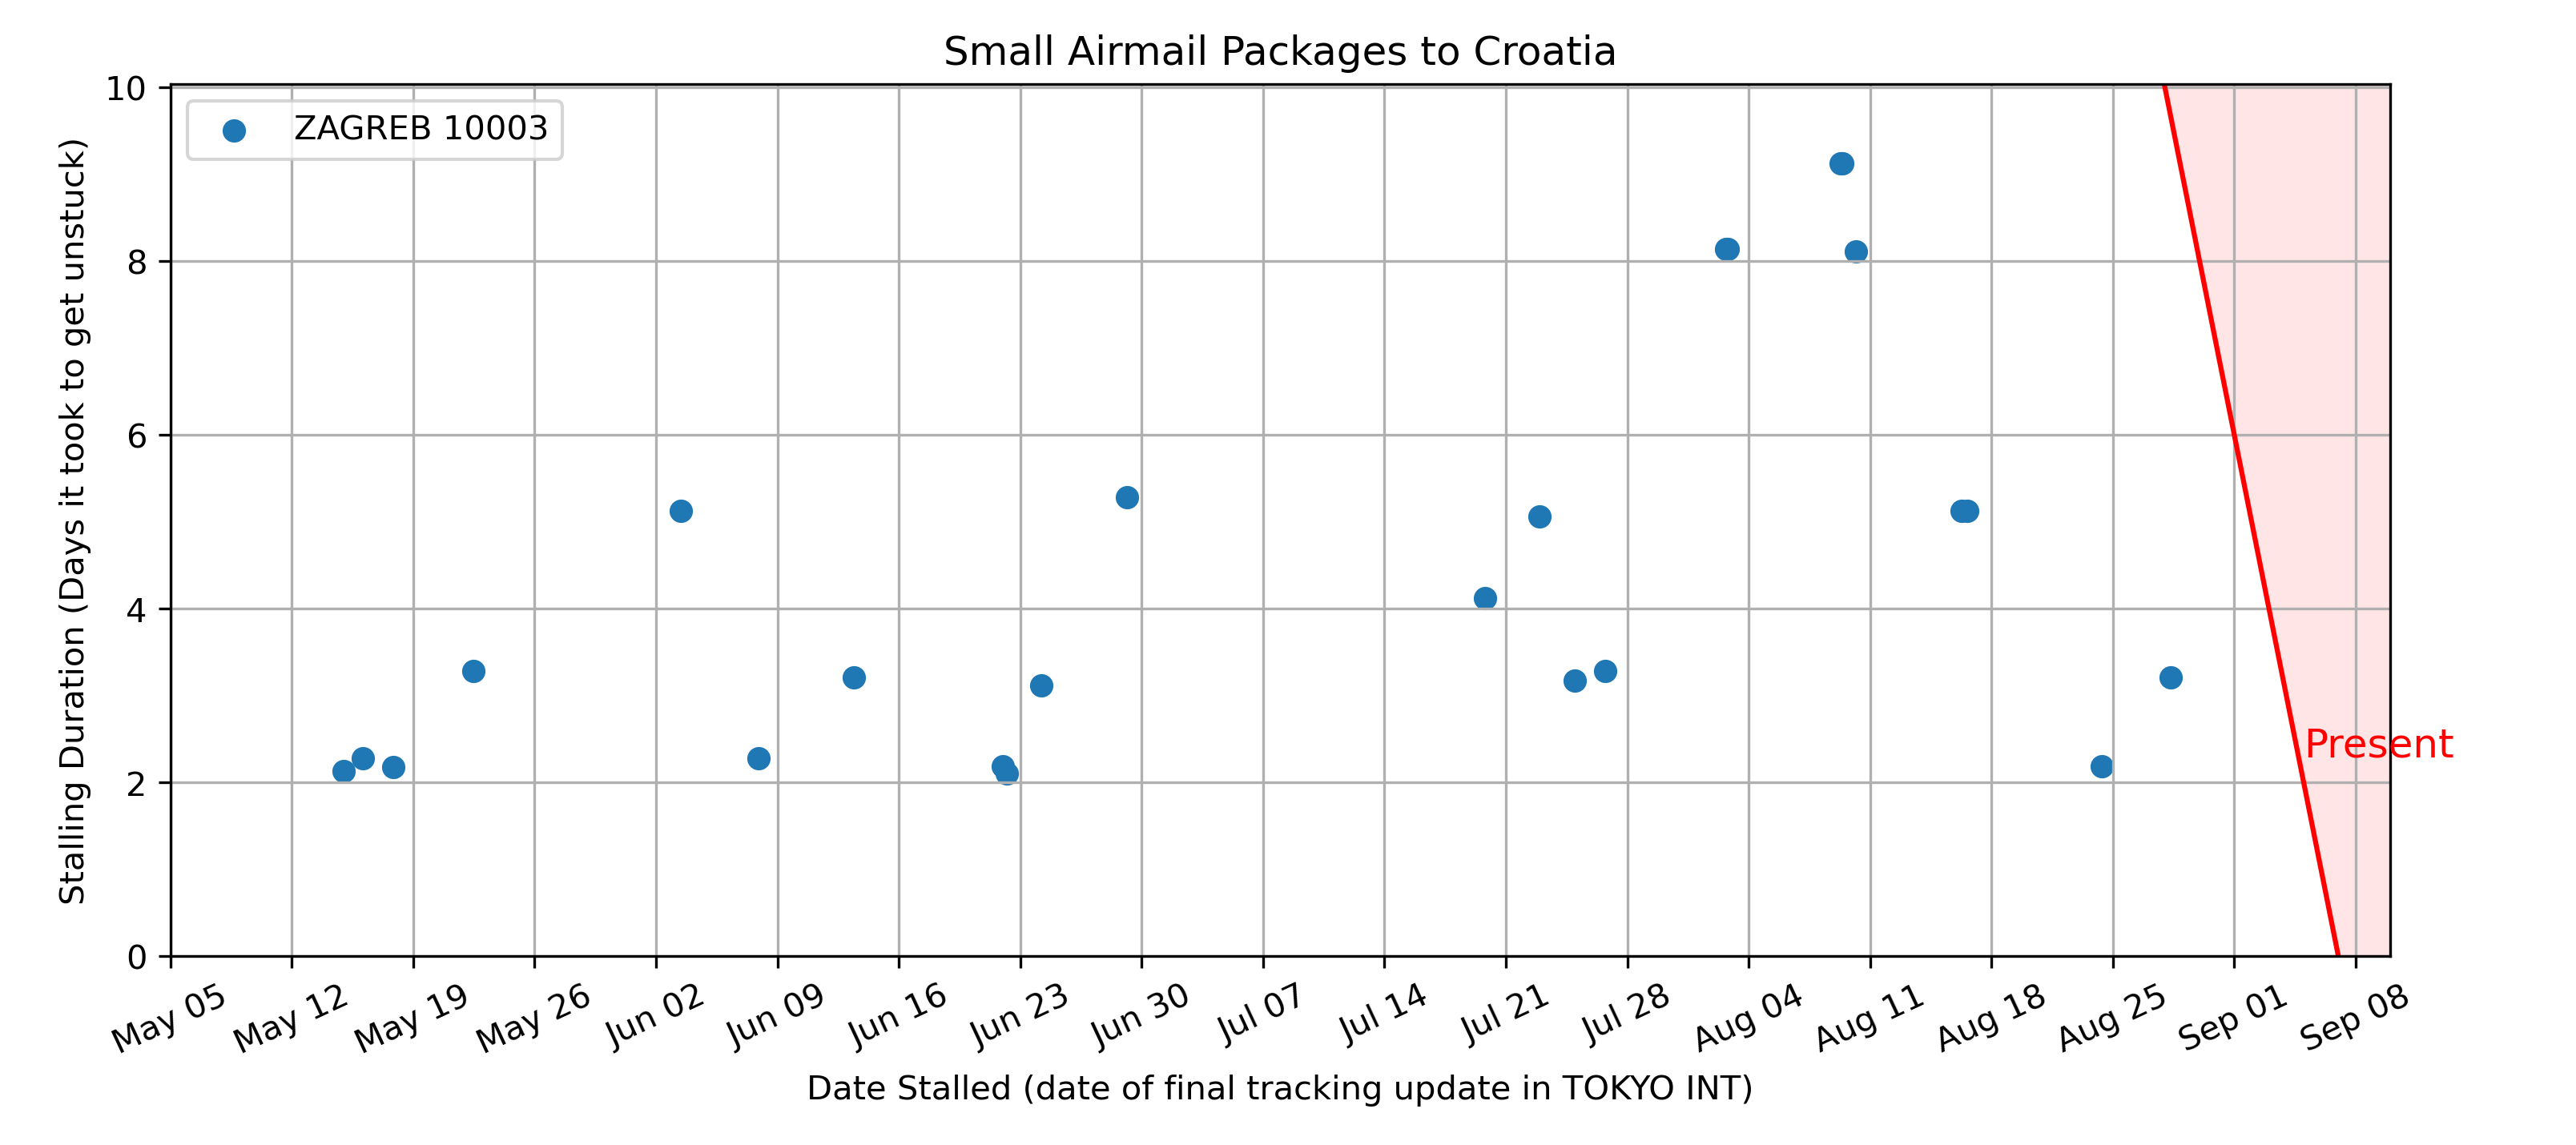 Small Airmail Packages to Croatia
ZAGREB 10003
Stalling Duration (Days it took to get unstuck)
10
8
6
4
2
0
Present
May 05
May 12
May 19
May 26
Jun 02
Jun 09
Jun 16
Jun 23
Jun 30
Jul 07
Jul 14
Jul 21
Jul 28
Aug 04
Aug 11
Aug 18
Aug 25
Sep 01
Sep 08
Date Stalled (date of final tracking update in TOKYO INT)